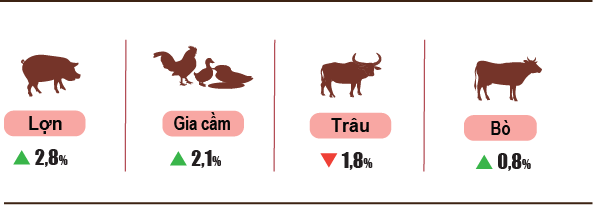 Lợn
Gia cầm
Trâu
Bò
2,8%
2,1%
1,8%
0,8%